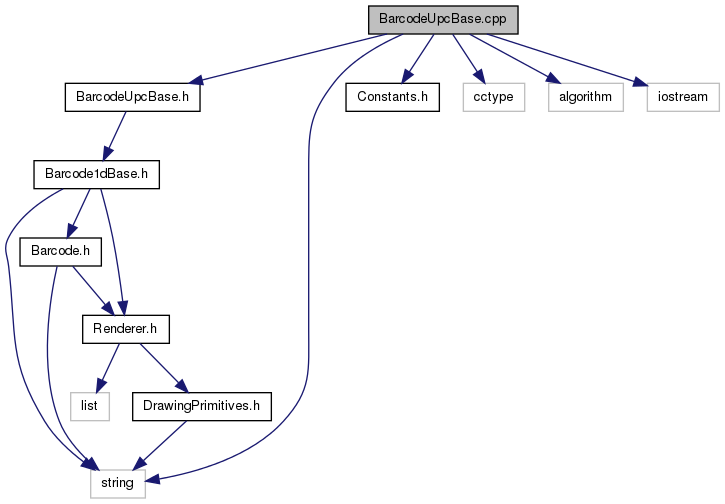 BarcodeUpcBase.cpp
BarcodeUpcBase.h
Constants.h
cctype
algorithm
iostream
Barcode1dBase.h
Barcode.h
Renderer.h
list
DrawingPrimitives.h
string